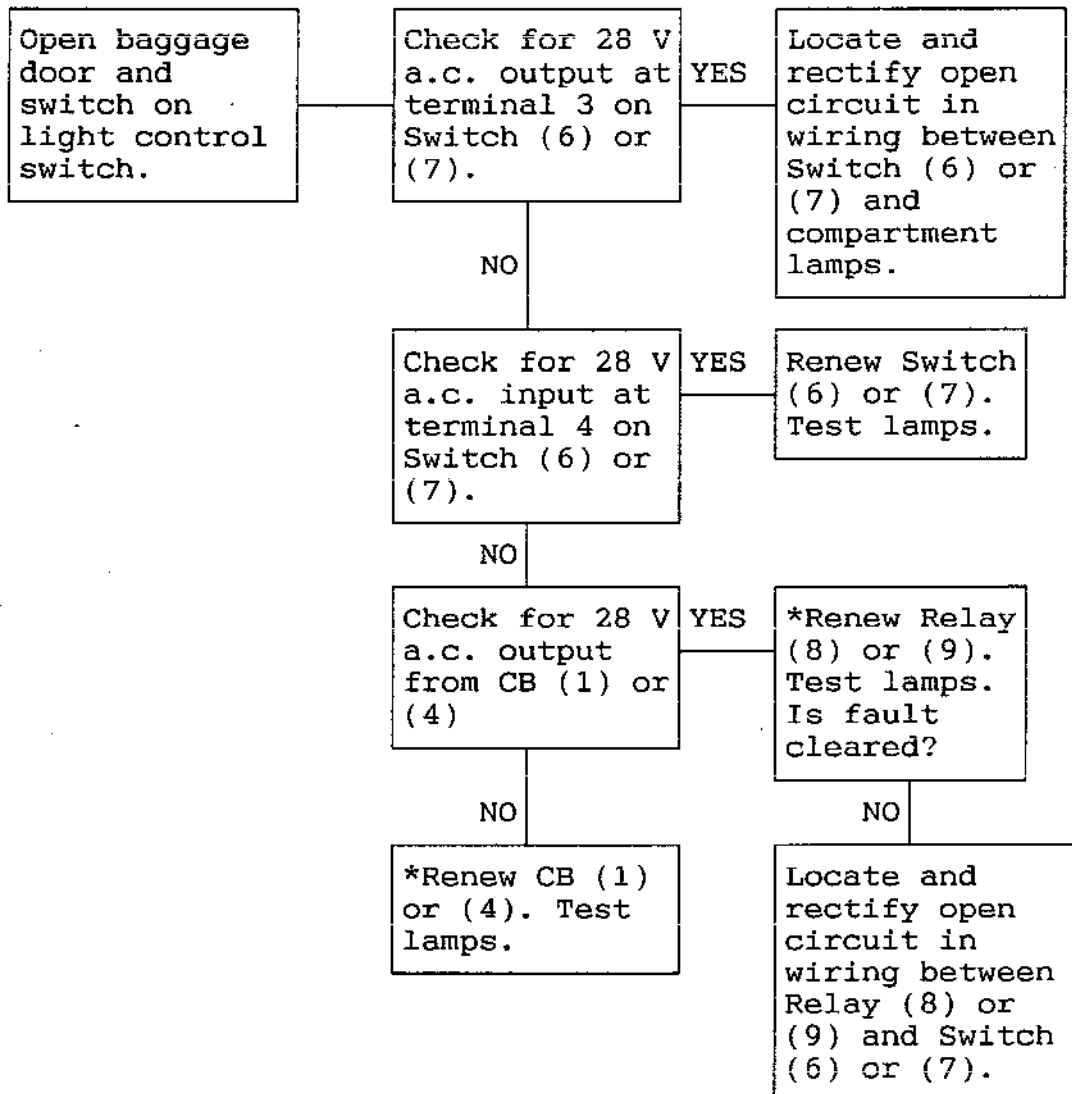 Open baggage
door and
switch on
light control
switch.
Check for 28 V
a.c. output at
terminal 3 on
Switch (6) or
(7).
YES
Locate and
rectify open
circuit in
wiring between
Switch (6) or
(7) and
compartment
lamps.
NO
Check for 28 V
a.c. input at
terminal 4 on
Switch (6) or
(7).
YES
Renew Switch
(6) or (7).
Test lamps.
NO
Check for 28 V
a.c. output
from CB (1) or
(4)
YES
*Renew Relay
(8) or (9).
Test lamps.
Is fault
cleared?
NO
*Renew CB (1)
or (4). Test
lamps.
NO
Locate and
rectify open
circuit in
wiring between
Relay (8) or
(9) and Switch
(6) or (7).